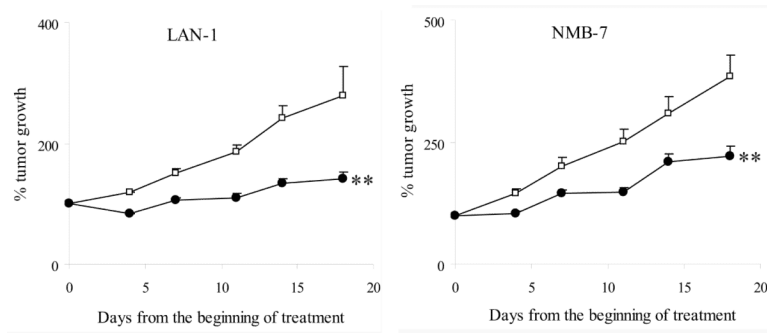 LAN-1
400
200
0
% tumor growth
**
0 5 10 15 20
Days from the beginning of treatment
NMB-7
500
250
0
% tumor growth
**
0 5 10 15 20
Days from the beginning of treatment